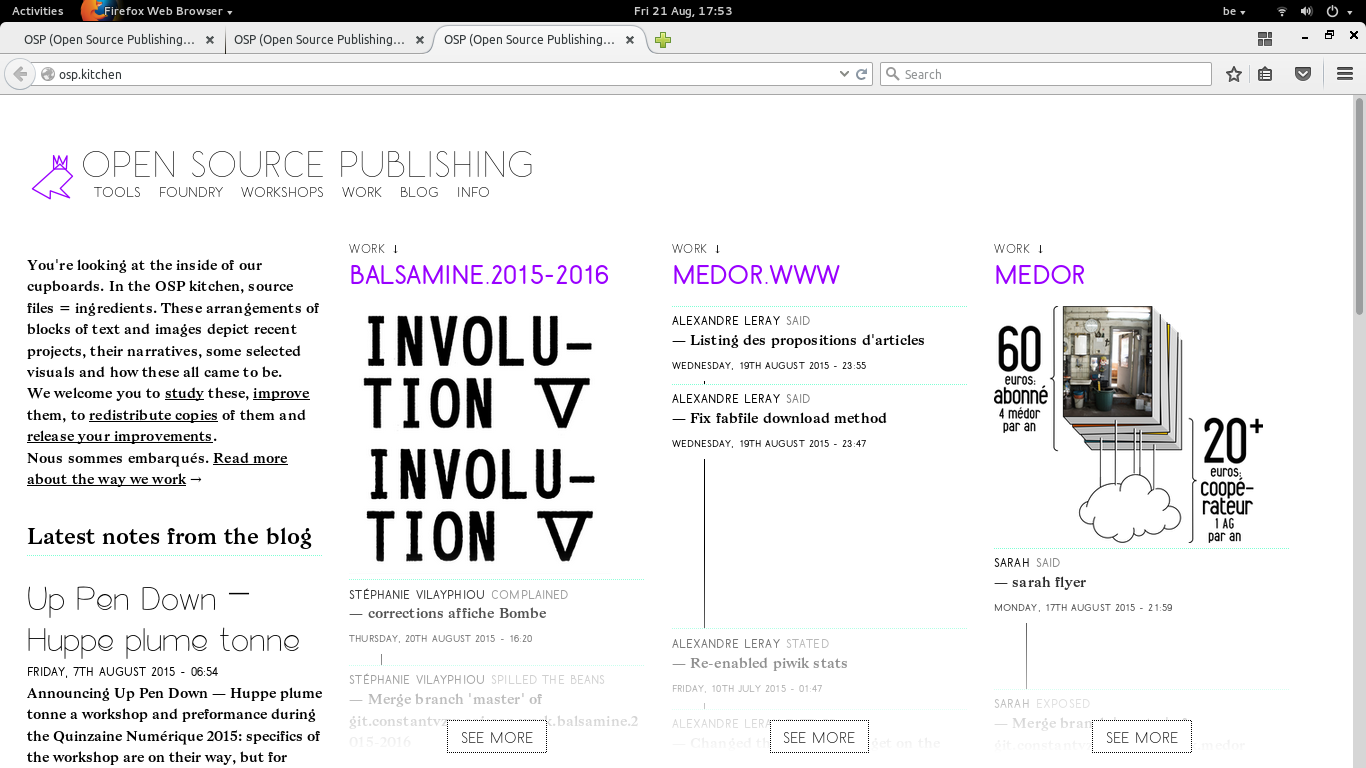 Activities
Firefox Web Browser
Fri 21 Aug, 17:53
be
OSP (Open Source Publishing...
OSP (Open Source Publishing...
OSP (Open Source Publishing...
osp.kitchen
Search
OPEN SOURCE PUBLISHING
TOOLS FOUNDRY WORKSHOPS WORK BLOG INFO
You're looking at the inside of our
cupboards. In the OSP kitchen, source
files = ingredients. These arrangements of
blocks of text and images depict recent
projects, their narratives, some selected
visuals and how these all came to be.
We welcome you to study these, improve
them, to redistribute copies of them and
release your improvements.
Nous sommes embarqués. Read more
about the way we work →
Latest notes from the blog
Up Pen Down —
Huppe plume tonne
FRIDAY, 7TH AUGUST 2015 - 06:54
Announcing Up Pen Down — Huppe plume
tonne a workshop and preformance during
the Quinzaine Numérique 2015: specifics of
the workshop are on their way, but for
WORK ↓
BALSAMINE.2015-2016
INVOLU-
TION ▽
INVOLU-
TION ▽
STÉPHANIE VILAYPHIOU COMPLAINED
— corrections affiche Bombe
THURSDAY, 20TH AUGUST 2015 - 16:20
STÉPHANIE VILAYPHIOU SPILLED THE BEANS
— Merge branch 'master' of
k.balsamine.2
015-2016
SEE MORE
WORK ↓
MEDOR.WWW
ALEXANDRE LERAY SAID
— Listing des propositions d'articles
WEDNESDAY, 19TH AUGUST 2015 - 23:55
ALEXANDRE LERAY SAID
— Fix fabfile download method
WEDNESDAY, 19TH AUGUST 2015 - 23:47
ALEXANDRE LERAY STATED
— Re-enabled piwik stats
FRIDAY, 10TH JULY 2015 - 01:47
ALEXANDRE LERA
— Changed on the
SEE MORE
WORK ↓
MEDOR
60
euros:
abonné
4 médor
par an
20+
euros:
coopé-
rateur
1 AG
par an
SARAH SAID
— sarah flyer
MONDAY, 17TH AUGUST 2015 - 21:59
SARAH EXPOSED
— Merge
medor
SEE MORE